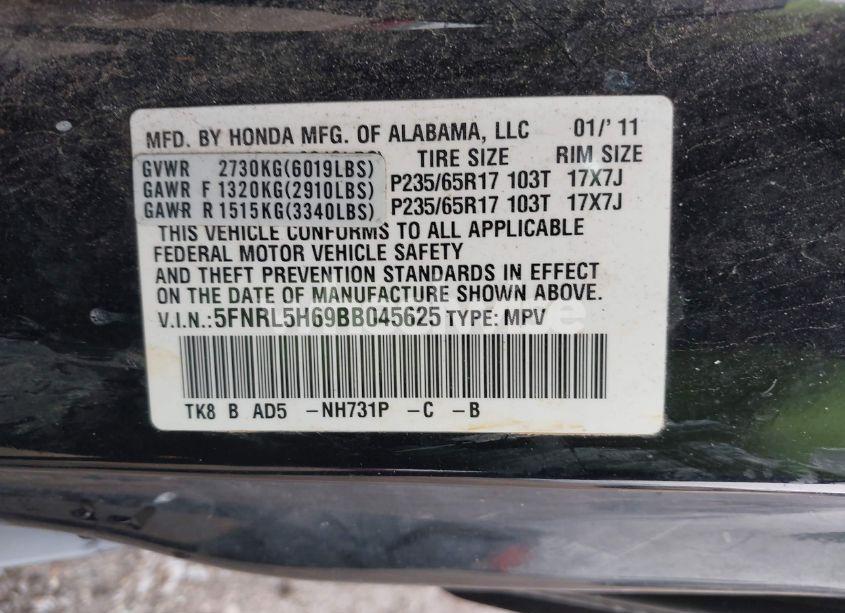 MFD. BY HONDA MFG. OF ALABAMA, LLC 01/'11
TIRE SIZE RIM SIZE
GVWR 2730KG(6019LBS)
GAWR F 1320KG(2910LBS) P235/65R17 103T 17X7J
GAWR R 1515KG(3340LBS) P235/65R17 103T 17X7J
THIS VEHICLE CONFORMS TO ALL APPLICABLE
FEDERAL MOTOR VEHICLE SAFETY
AND THEFT PREVENTION STANDARDS IN EFFECT
ON THE DATE OF MANUFACTURE SHOWN ABOVE.
V.I.N.:5FNRL5H69BB045625 TYPE: MPV
TK8 B AD5 -NH731P -C -B